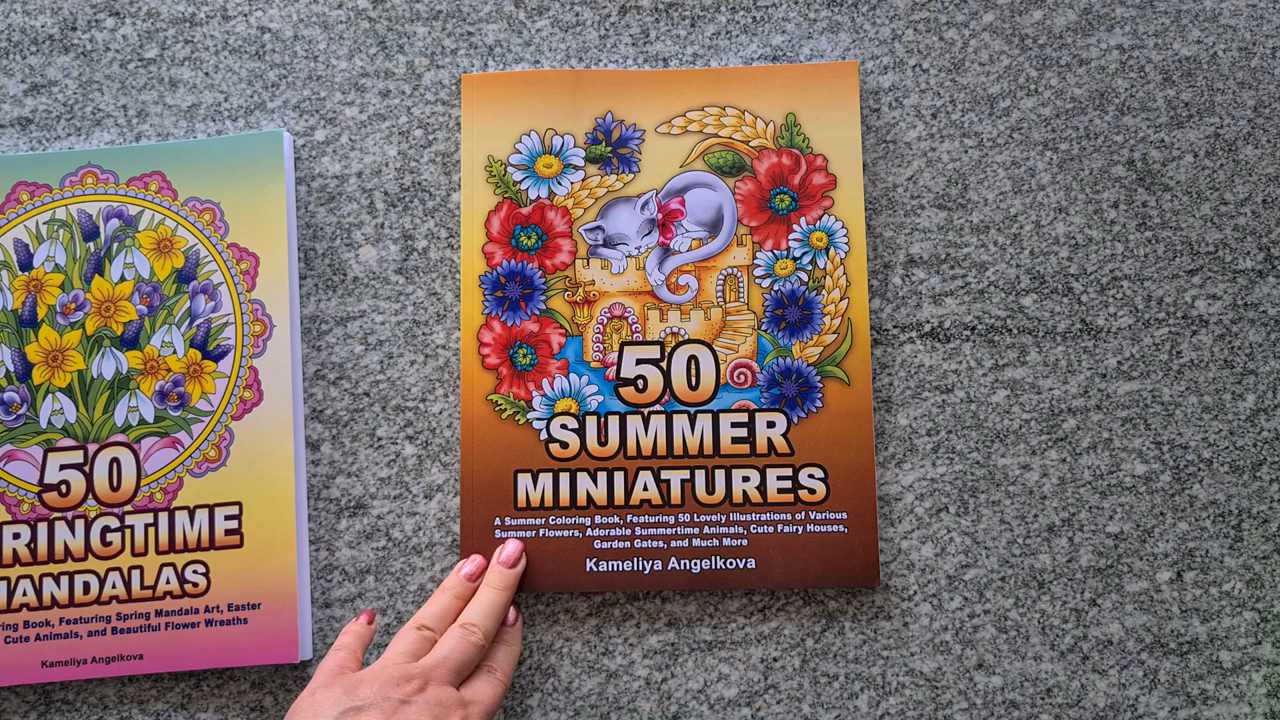 50
RINGTIME
MANDALAS
ring Book, Featuring Spring Mandala Art, Easter
Cute Animals, and Beautiful Flower Wreaths
Kameliya Angelkova
50
SUMMER
MINIATURES
A Summer Coloring Book, Featuring 50 Lovely Illustrations of Various
Summer Flowers, Adorable Summertime Animals, Cute Fairy Houses,
Garden Gates, and Much More
Kameliya Angelkova